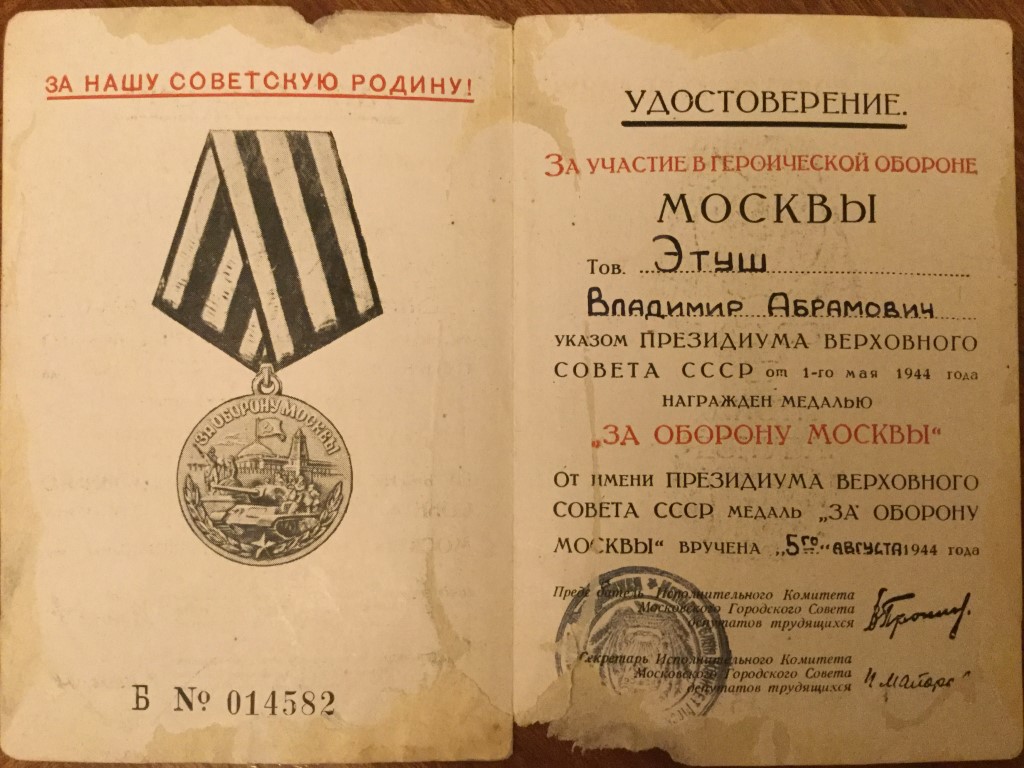 ЗА НАШУ СОВЕТСКУЮ РОДИНУ!
ЗА ОБОРОНУ МОСКВЫ
Б № 014582
УДОСТОВЕРЕНИЕ.
ЗА УЧАСТИЕ В ГЕРОИЧЕСКОЙ ОБОРОНЕ
МОСКВЫ
Тов. Этуш
Владимир Абрамович
УКАЗОМ ПРЕЗИДИУМА ВЕРХОВНОГО
СОВЕТА СССР от 1-го мая 1944 года
НАГРАЖДЕН МЕДАЛЬЮ
„ЗА ОБОРОНУ МОСКВЫ“
От имени ПРЕЗИДИУМА ВЕРХОВНОГО
СОВЕТА СССР МЕДАЛЬ „ЗА ОБОРОНУ
МОСКВЫ“ ВРУЧЕНА „5го“ августа 1944 года
Председатель Исполнительного Комитета
Московского Городского Совета
депутатов трудящихся
Секретарь Исполнительного Комитета
Московского Городского Совета
депутатов трудящихся